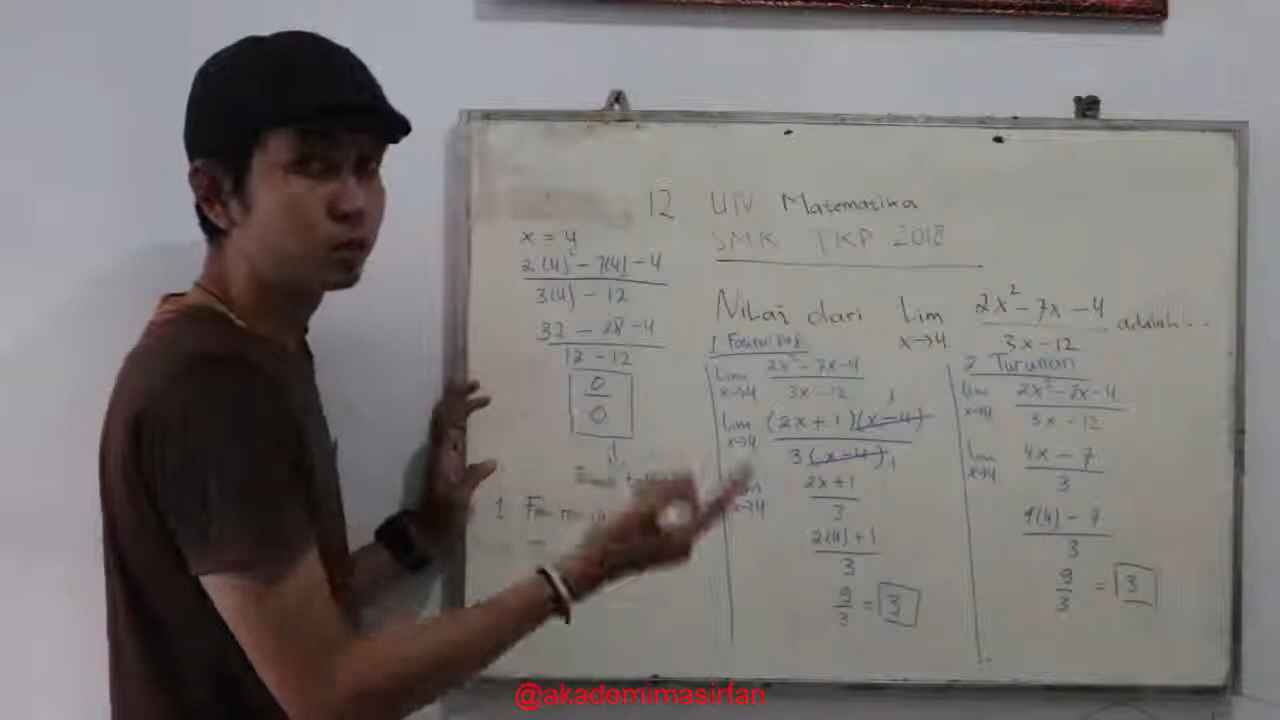 12 UN Matematika
SMK TKP 2018
x = 4
2(4)² - 7(4) - 4
3(4) - 12
32 - 28 - 4
12 - 12
0
0
1
Nilai dari lim x→4 2x² - 7x - 4 / 3x - 12 adalah...
1
lim x→4 2x² - 7x - 4 / 3x - 12
lim x→4 (2x + 1)(x - 4) 1 / 3(x - 4) 1
x→4 2x + 1 / 3
2(4) + 1 / 3
9/3 = 3
2 Turunan
lim x→4 2x² - 7x - 4 / 3x - 12
lim x→4 4x - 7 / 3
4(4) - 7 / 3
9/3 = 3
@akademimasirfan